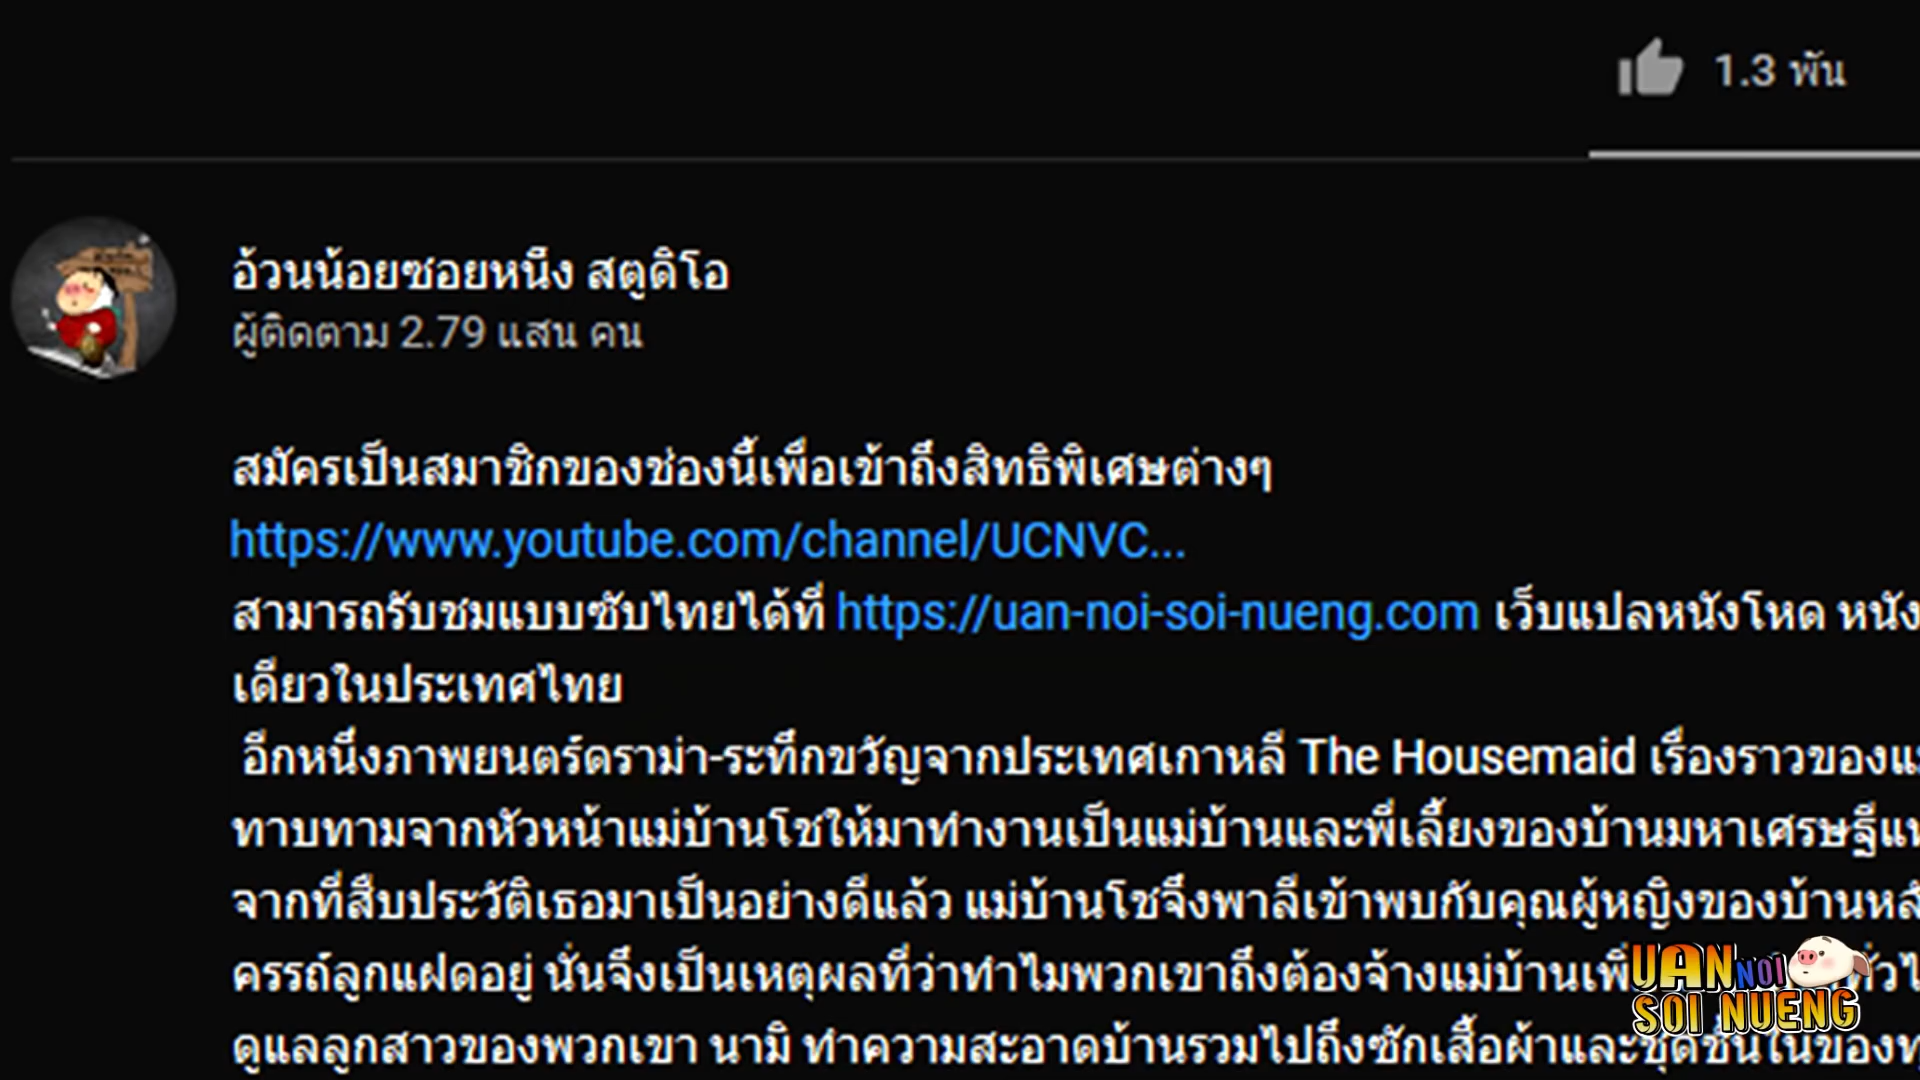 1.3 พัน
อ้วนน้อยซอยหนึ่ง สตูดิโอ
ผู้ติดตาม 2.79 แสน คน
สมัครเป็นสมาชิกของช่องนี้เพื่อเข้าถึงสิทธิพิเศษต่างๆ
https://www.youtube.com/channel/UCNVC...
สามารถรับชมแบบซับไทยได้ที่ https://uan-noi-soi-nueng.com เว็บแปลหนังโหด หนัง
เดียวในประเทศไทย
อีกหนึ่งภาพยนตร์ดราม่า-ระทึกขวัญจากประเทศเกาหลี The Housemaid เรื่องราวของ
ทาบทามจากหัวหน้าแม่บ้านโชให้มาทำงานเป็นแม่บ้านและพี่เลี้ยงของบ้านมหาเศรษฐี
จากที่สืบประวัติเธอมาเป็นอย่างดีแล้ว แม่บ้านโชจึงพาลีเข้าพบกับคุณผู้หญิงของบ้าน
ครรถ์ลูกแฝดอยู่ นั่นจึงเป็นเหตุผลที่ว่าทำไมพวกเขาถึงต้องจ้างแม่บ้าน
ดูแลลูกสาวของพวกเขา นามิ ทำความสะอาดบ้านรวมไปถึงซักเสื้อผ้าและชุดชั้นในของ
UAN NOI
SOI NUENG